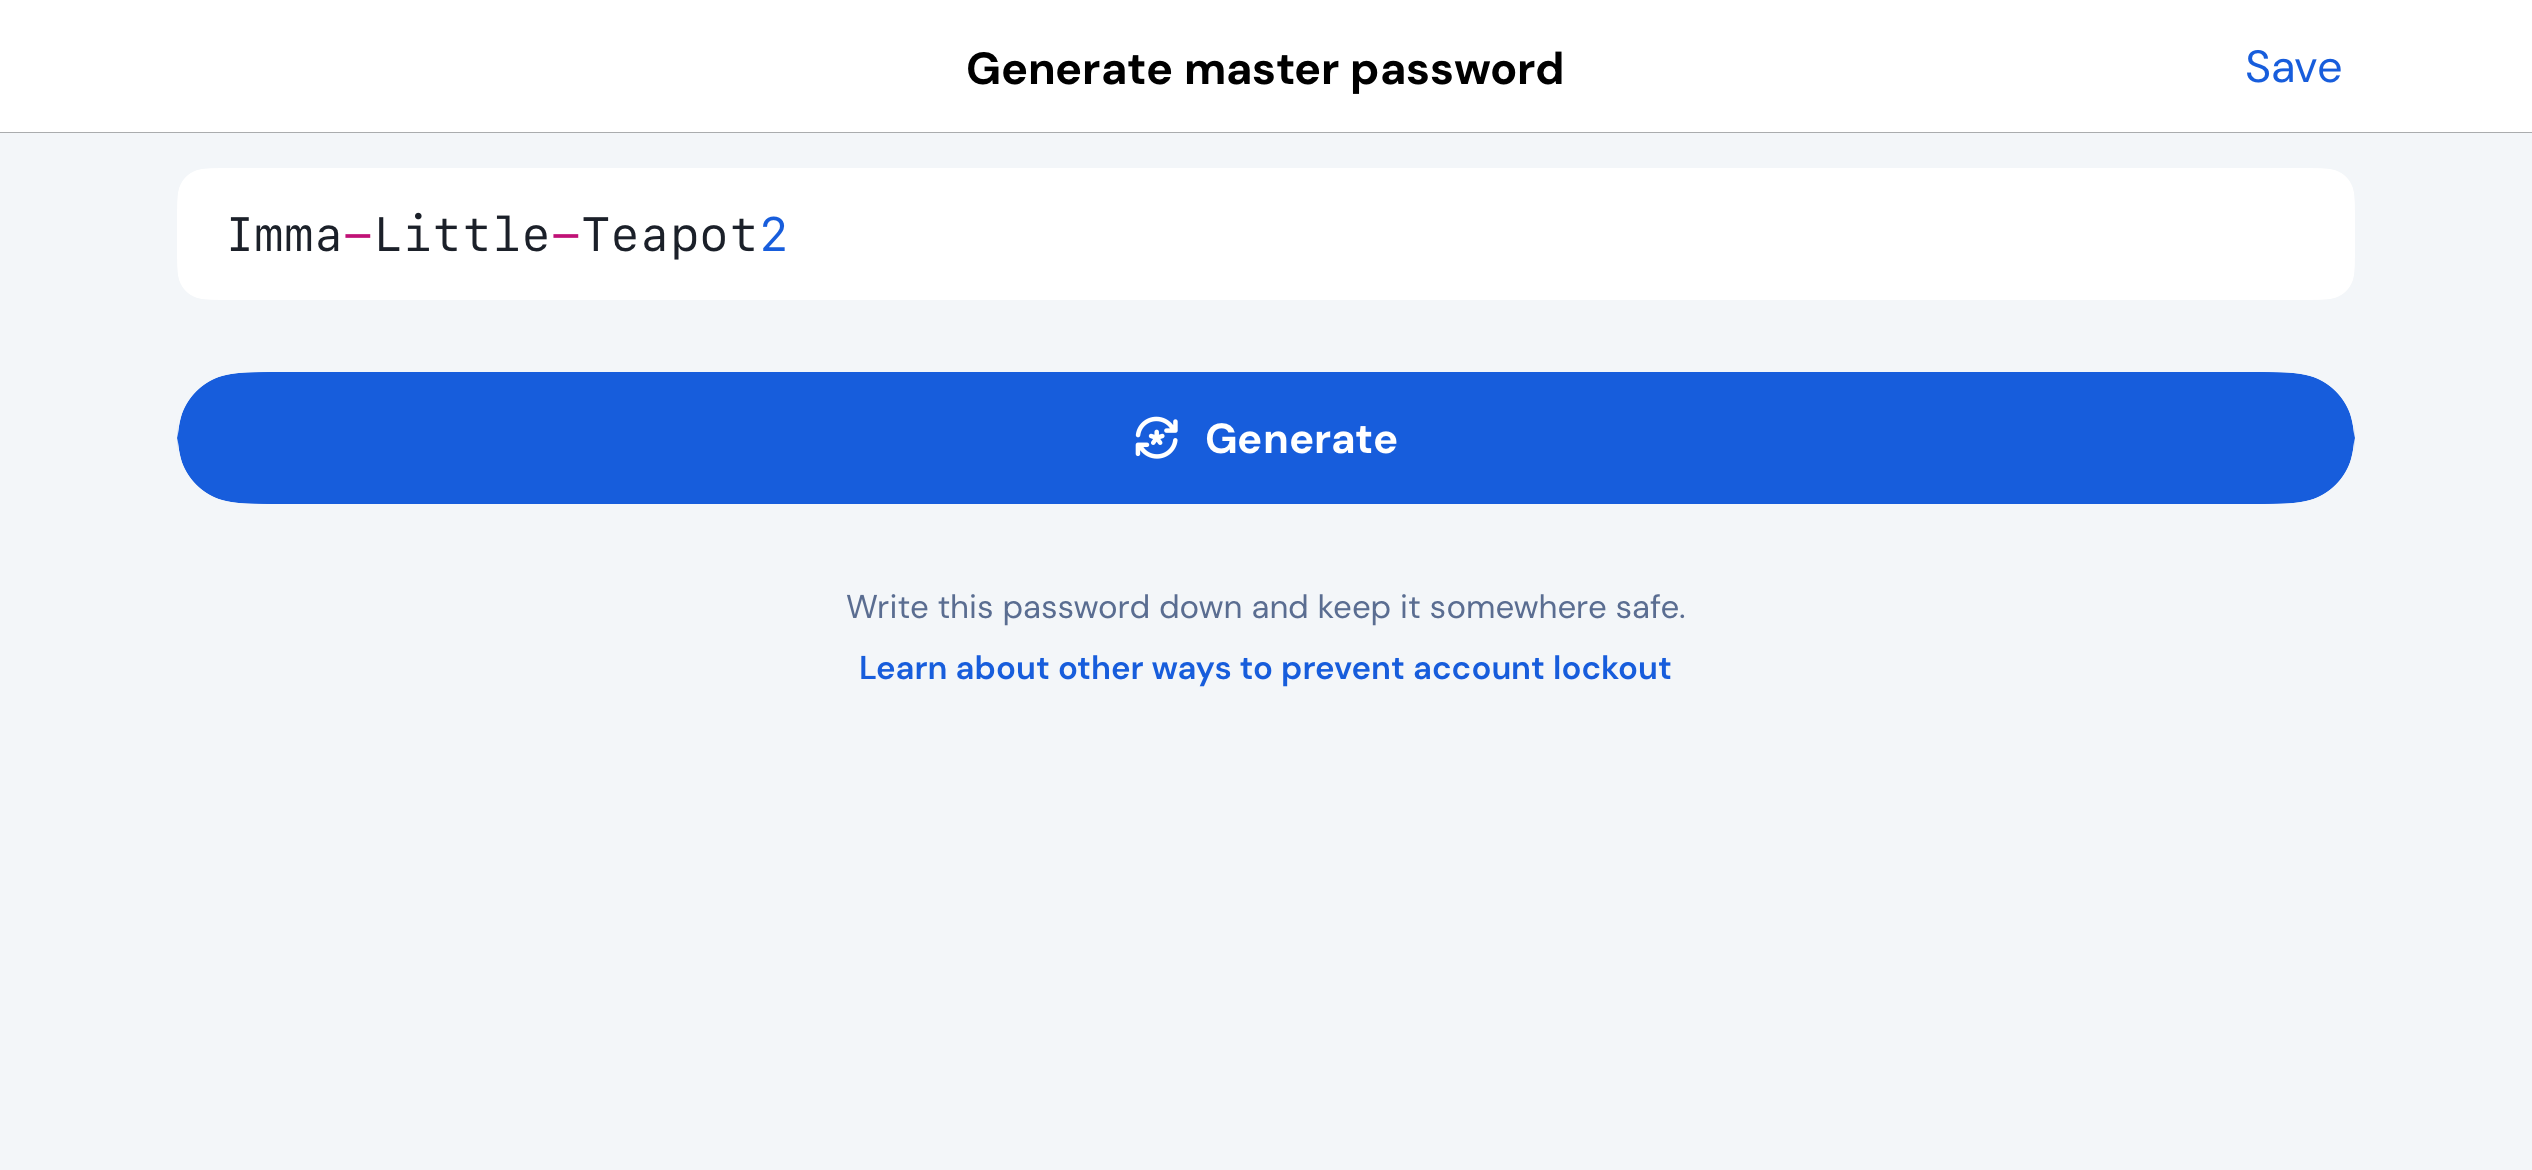 Generate master password
Save
Imma-Little-Teapot2
Generate
Write this password down and keep it somewhere safe.
Learn about other ways to prevent account lockout